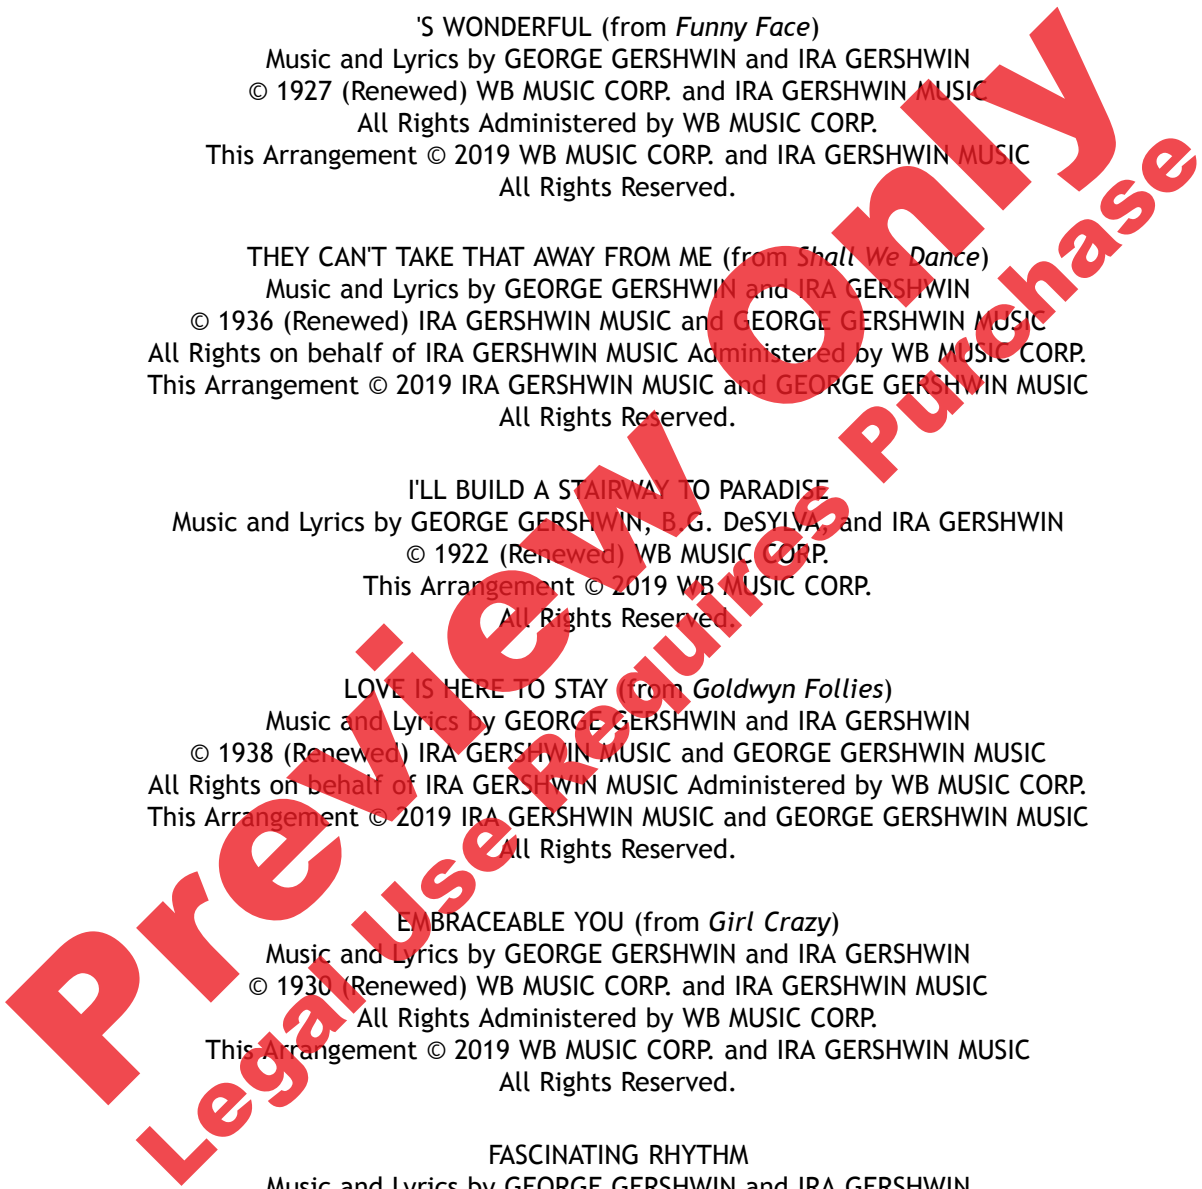 'S WONDERFUL (from Funny Face)
Music and Lyrics by GEORGE GERSHWIN and IRA GERSHWIN
© 1927 (Renewed) WB MUSIC CORP. and IRA GERSHWIN MUSIC
All Rights Administered by WB MUSIC CORP.
This Arrangement © 2019 WB MUSIC CORP. and IRA GERSHWIN MUSIC
All Rights Reserved.
THEY CAN'T TAKE THAT AWAY FROM ME (from Shall We Dance)
Music and Lyrics by GEORGE GERSHWIN and IRA GERSHWIN
© 1936 (Renewed) IRA GERSHWIN MUSIC and GEORGE GERSHWIN MUSIC
All Rights on behalf of IRA GERSHWIN MUSIC Administered by WB MUSIC CORP.
This Arrangement © 2019 IRA GERSHWIN MUSIC and GEORGE GERSHWIN MUSIC
All Rights Reserved.
I'LL BUILD A STAIRWAY TO PARADISE
Music and Lyrics by GEORGE GERSHWIN, B.G. DeSYLVA, and IRA GERSHWIN
© 1922 (Renewed) WB MUSIC CORP.
This Arrangement © 2019 WB MUSIC CORP.
All Rights Reserved.
LOVE IS HERE TO STAY (from Goldwyn Follies)
Music and Lyrics by GEORGE GERSHWIN and IRA GERSHWIN
© 1938 (Renewed) IRA GERSHWIN MUSIC and GEORGE GERSHWIN MUSIC
All Rights on behalf of IRA GERSHWIN MUSIC Administered by WB MUSIC CORP.
This Arrangement © 2019 IRA GERSHWIN MUSIC and GEORGE GERSHWIN MUSIC
All Rights Reserved.
EMBRACEABLE YOU (from Girl Crazy)
Music and Lyrics by GEORGE GERSHWIN and IRA GERSHWIN
© 1930 (Renewed) WB MUSIC CORP. and IRA GERSHWIN MUSIC
All Rights Administered by WB MUSIC CORP.
This Arrangement © 2019 WB MUSIC CORP. and IRA GERSHWIN MUSIC
All Rights Reserved.
FASCINATING RHYTHM
Music and Lyrics by GEORGE GERSHWIN and IRA GERSHWIN
Preview Only
Legal Use Requires Purchase